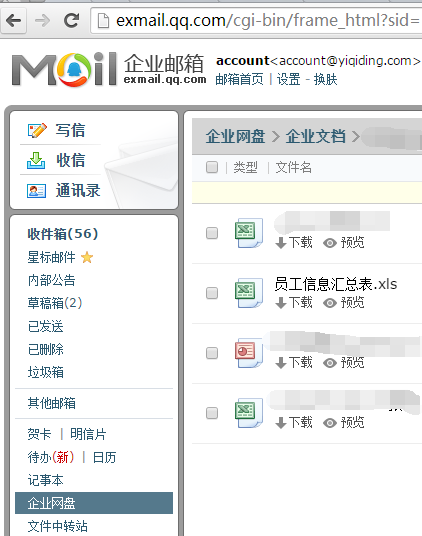 exmail.qq.com/cgi-bin/frame_html?sid=
Mail 企业邮箱
exmail.qq.com
account<account@yiqiding.com>
邮箱首页 | 设置 - 换肤
写信
收信
通讯录
收件箱(56)
星标邮件
内部公告
草稿箱(2)
已发送
已删除
垃圾箱
其他邮箱
贺卡 | 明信片
待办(新) | 日历
记事本
企业网盘
文件中转站
企业网盘 > 企业文档 >
类型 | 文件名
下载 预览
员工信息汇总表.xls
下载 预览
下载 预览
下载 预览